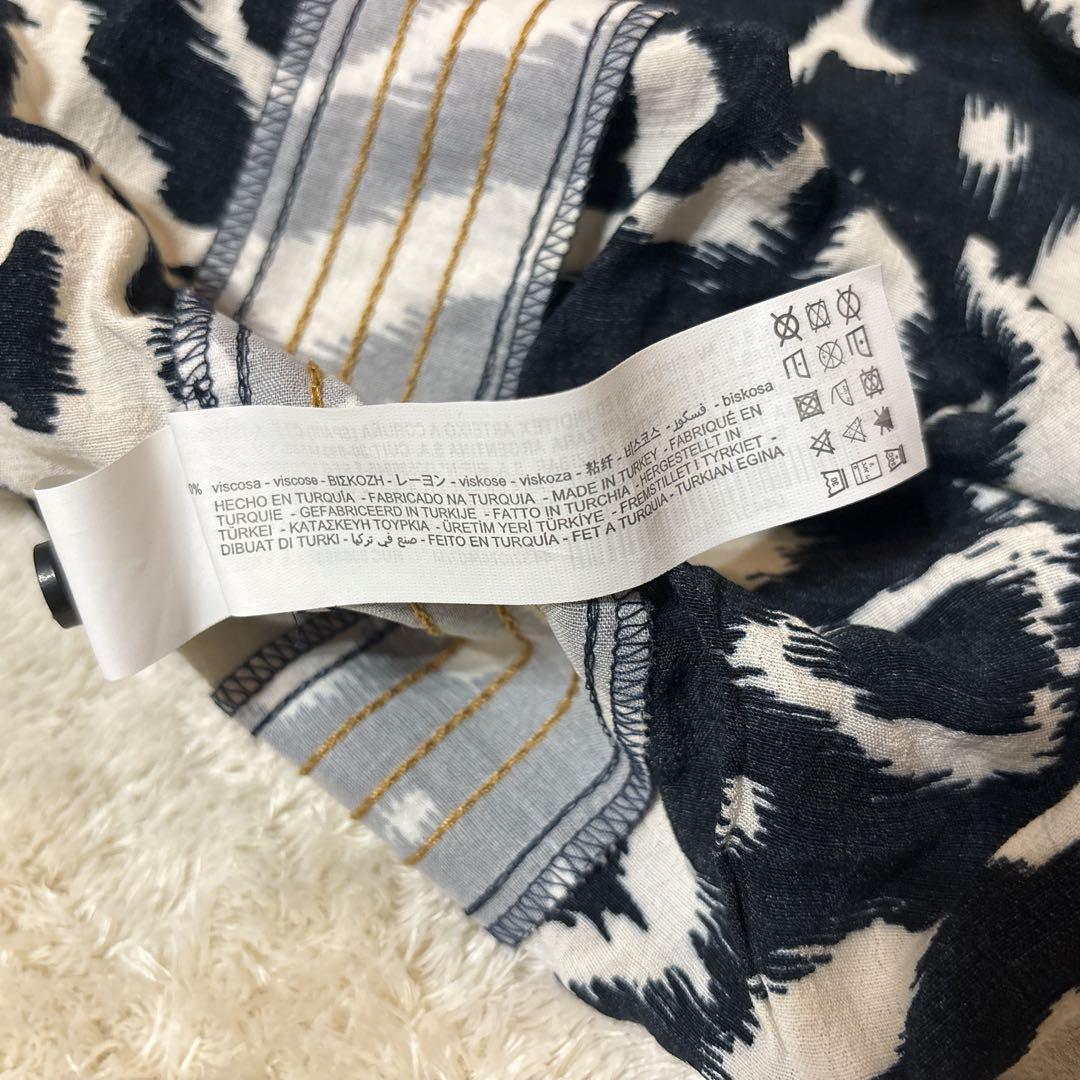 0% viscosa - viscose - ΒΙΣΚΟΖΗ - レーヨン - viskose - viskoza - 粘纤 - 비스코스 - فسكوز - biskosa
HECHO EN TURQUÍA - FABRICADO NA TURQUIA - MADE IN TURKEY - FABRIQUÉ EN
TURQUIE - GEFABRICEERD IN TURKIJE - FATTO IN TURCHIA - HERGESTELLT IN
TÜRKEI - ΚΑΤΑΣΚΕΥΗ ΤΟΥΡΚΙΑ - ÜRETİM YERİ TÜRKİYE - FREMSTILLET I TYRKIET -
DIBUAT DI TURKI - صنع في تركيا - FEITO EN TURQUÍA - FET A TURQUIA - TURKIAN EGINA